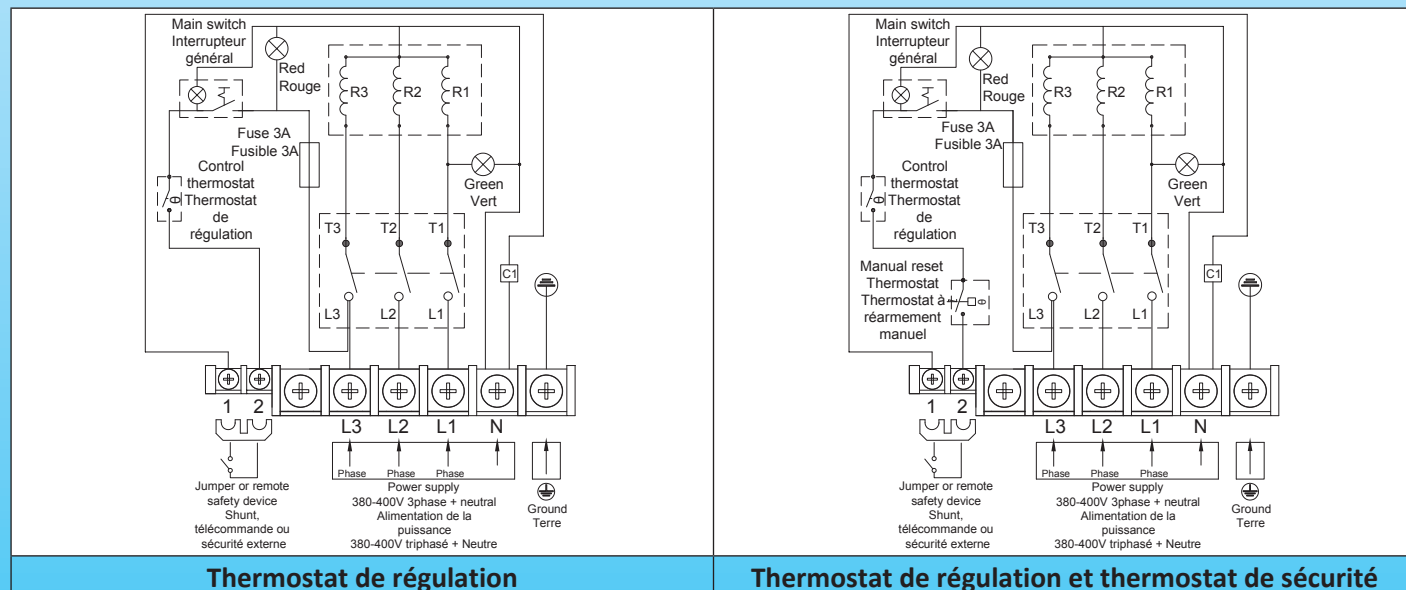 Main switch
Interrupteur
général
Red
Rouge
R3
R2
R1
Fuse 3A
Fusible 3A
Control
thermostat
Thermostat
de
régulation
Green
Vert
T3
T2
T1
C1
L3
L2
L1
1
2
L3
L2
L1
N
Phase
Phase
Phase
Jumper or remote
safety device
Shunt,
télécommande ou
sécurité externe
Power supply
380-400V 3phase + neutral
Alimentation de la
puissance
380-400V triphasé + Neutre
Ground
Terre
Thermostat de régulation
Main switch
Interrupteur
général
Red
Rouge
R3
R2
R1
Fuse 3A
Fusible 3A
Control
thermostat
Thermostat
de
régulation
Green
Vert
T3
T2
T1
C1
Manual reset
Thermostat
Thermostat à
réarmement
manuel
L3
L2
L1
1
2
L3
L2
L1
N
Phase
Phase
Phase
Jumper or remote
safety device
Shunt,
télécommande ou
sécurité externe
Power supply
380-400V 3phase + neutral
Alimentation de la
puissance
380-400V triphasé + Neutre
Ground
Terre
Thermostat de régulation et thermostat de sécurité